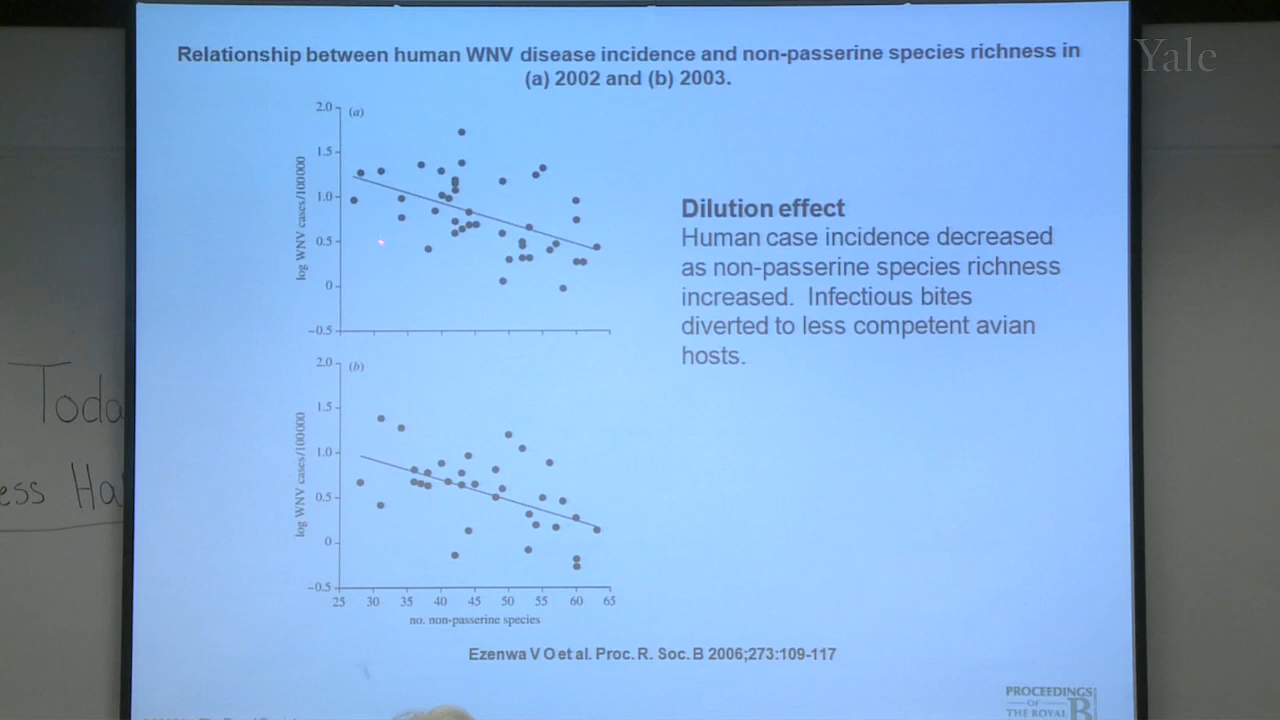 Relationship between human WNV disease incidence and non-passerine species richness in
(a) 2002 and (b) 2003.
Yale
2.0
(a)
1.5
1.0
0.5
0
−0.5
log WNV cases/100000
Dilution effect
Human case incidence decreased
as non-passerine species richness
increased. Infectious bites
diverted to less competent avian
hosts.
2.0
(b)
1.5
1.0
0.5
0
−0.5
log WNV cases/100000
25 30 35 40 45 50 55 60 65
no. non-passerine species
Toda
ess Ha
Ezenwa V O et al. Proc. R. Soc. B 2006;273:109-117
PROCEEDINGS
OF
THE ROYAL
B